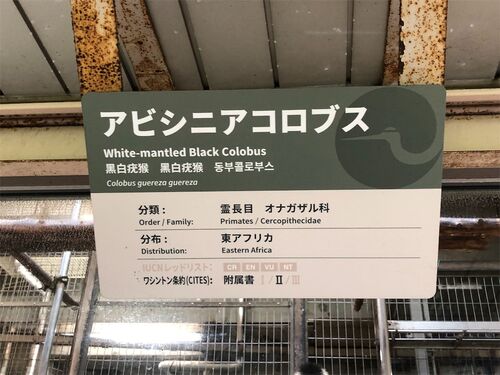 アビシニアコロブス
White-mantled Black Colobus
黑白疣猴 黑白疣猴 동부콜로부스
Colobus guereza guereza
分類: 霊長目 オナガザル科
Order / Family: Primates / Cercopithecidae
分布: 東アフリカ
Distribution: Eastern Africa
IUCNレッドリスト: CR EN VU NT
ワシントン条約(CITES): 附属書 I / II / III